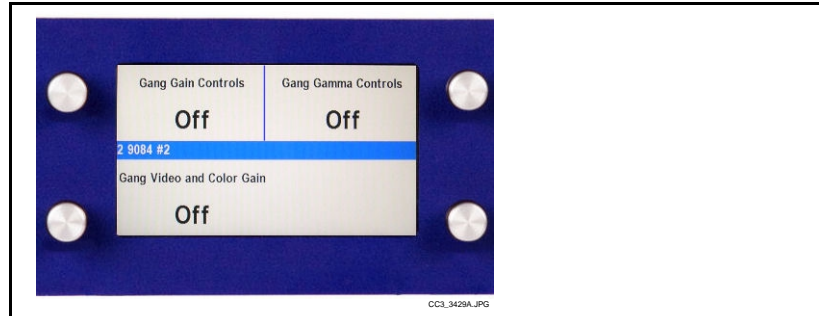 Gang Gain Controls
Gang Gamma Controls
Off
Off
2 9084 #2
Gang Video and Color Gain
Off
CC3_3429A.JPG